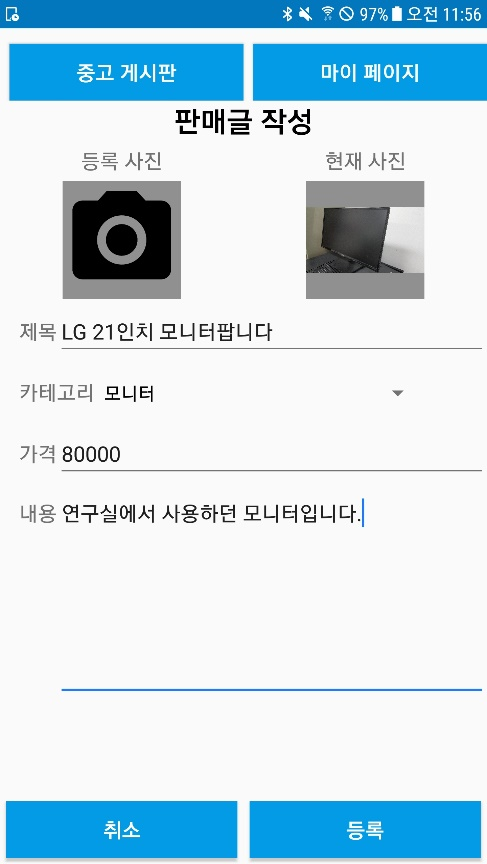 97% 오전 11:56
중고 게시판 마이 페이지
판매글 작성
등록 사진 현재 사진
제목 LG 21인치 모니터팝니다
카테고리 모니터
가격 80000
내용 연구실에서 사용하던 모니터입니다.
취소 등록